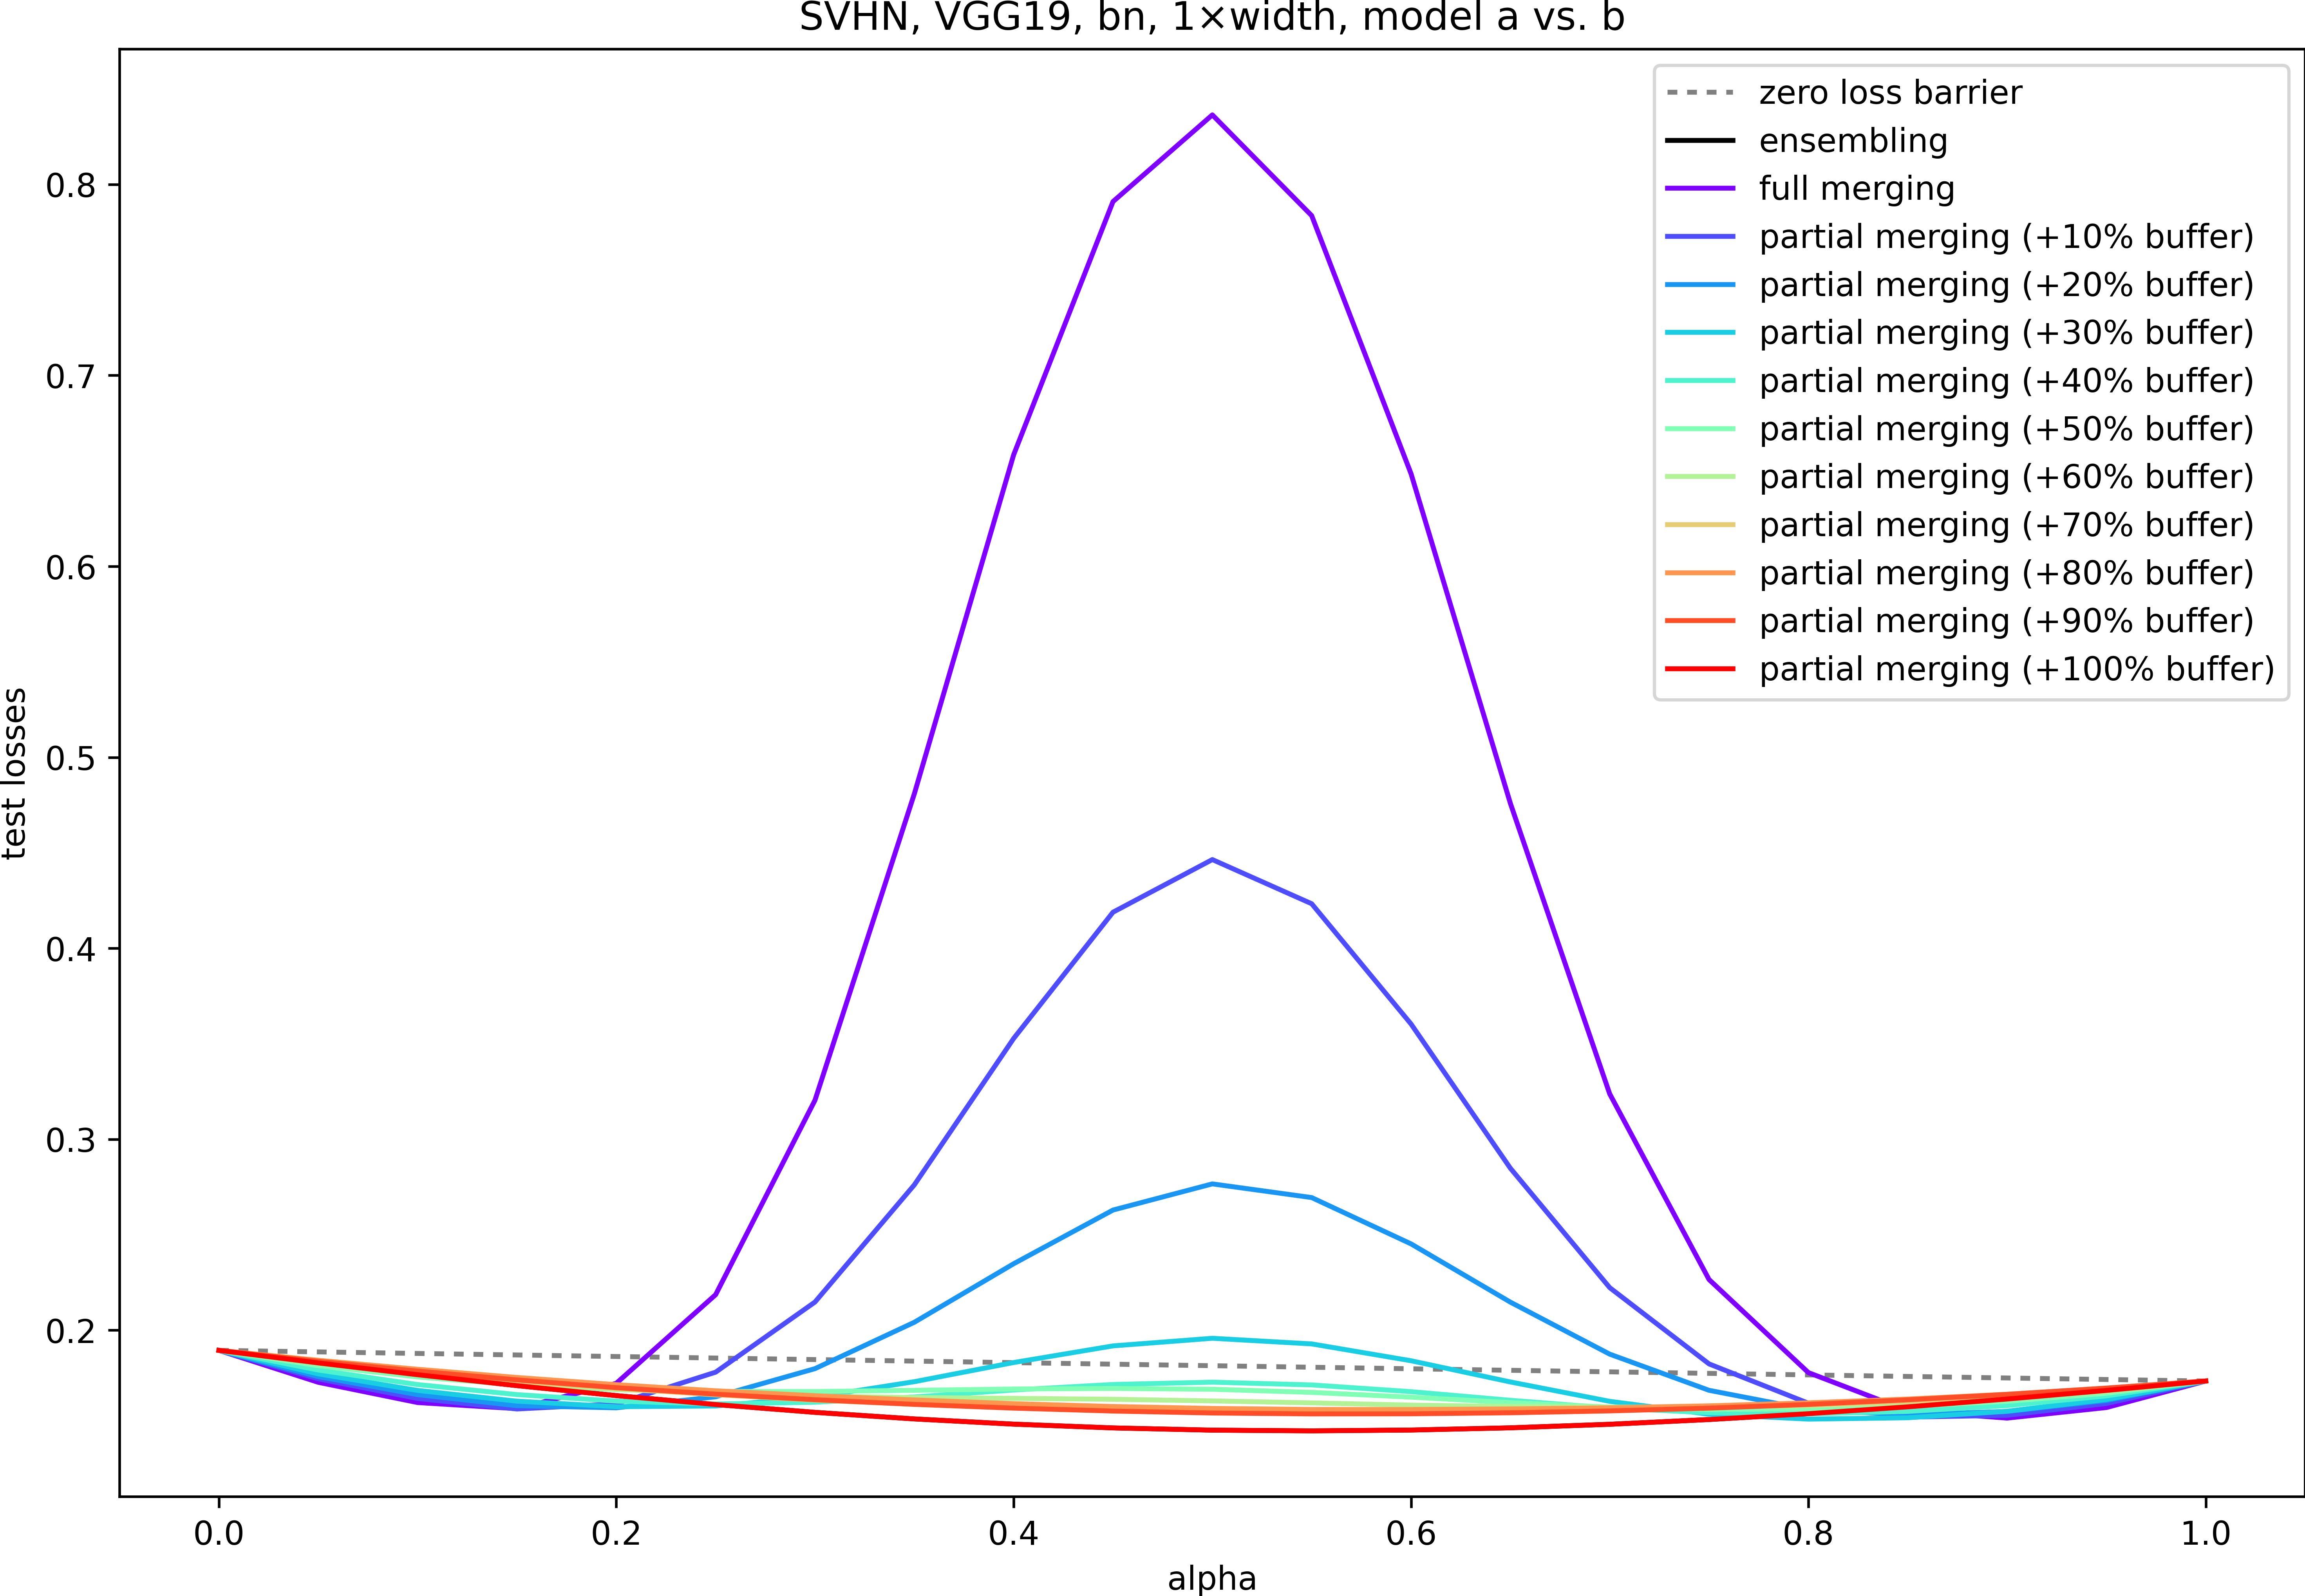 SVHN, VGG19, bn, 1×width, model a vs. b
zero loss barrier
ensembling
full merging
partial merging (+10% buffer)
partial merging (+20% buffer)
partial merging (+30% buffer)
partial merging (+40% buffer)
partial merging (+50% buffer)
partial merging (+60% buffer)
partial merging (+70% buffer)
partial merging (+80% buffer)
partial merging (+90% buffer)
partial merging (+100% buffer)
test losses
0.8
0.7
0.6
0.5
0.4
0.3
0.2
0.0 0.2 0.4 0.6 0.8 1.0
alpha